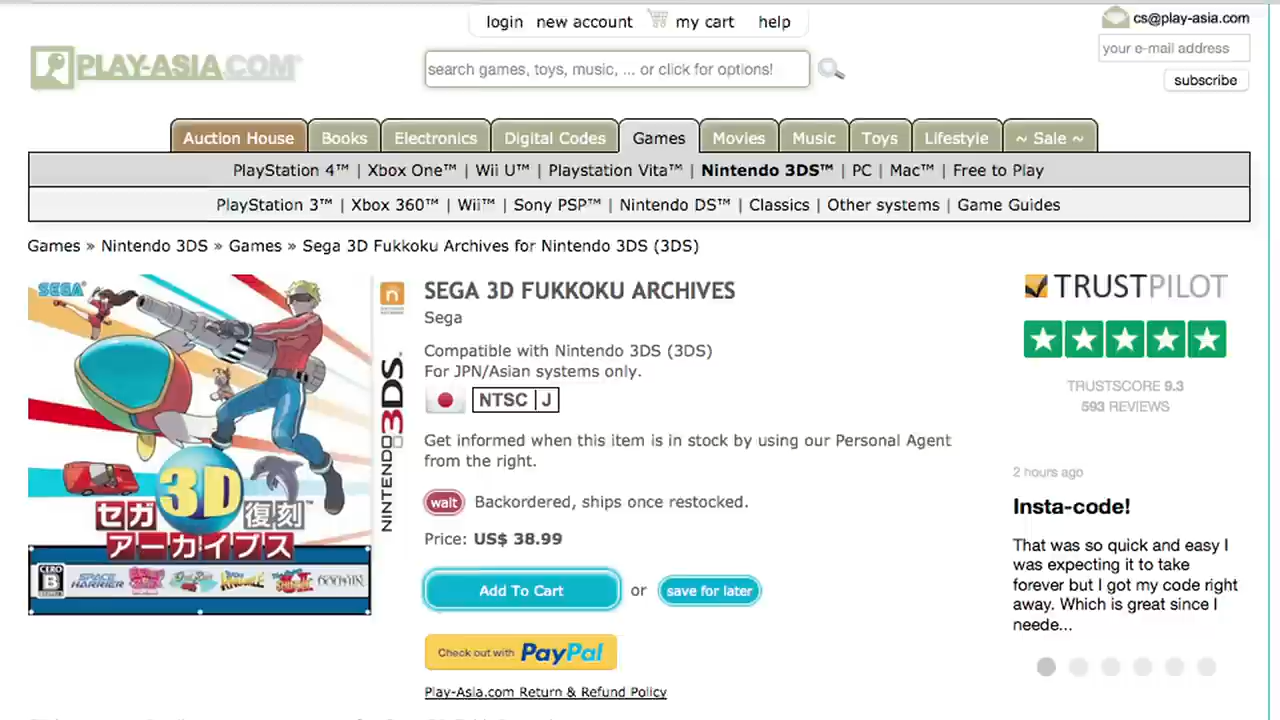 login new account my cart help
cs@play-asia.com
your e-mail address
subscribe
PLAY-ASIA.COM®
search games, toys, music, ... or click for options!
Auction House Books Electronics Digital Codes Games Movies Music Toys Lifestyle ~ Sale ~
PlayStation 4™ | Xbox One™ | Wii U™ | Playstation Vita™ | Nintendo 3DS™ | PC | Mac™ | Free to Play
PlayStation 3™ | Xbox 360™ | Wii™ | Sony PSP™ | Nintendo DS™ | Classics | Other systems | Game Guides
Games » Nintendo 3DS » Games » Sega 3D Fukkoku Archives for Nintendo 3DS (3DS)
SEGA
NINTENDO3DS™
3D
セガ 復刻™
アーカイブス
CERO
B
SPACE HARRIER
OutRun
GODSEND
n
SEGA 3D FUKKOKU ARCHIVES
Sega
Compatible with Nintendo 3DS (3DS)
For JPN/Asian systems only.
NTSC | J
Get informed when this item is in stock by using our Personal Agent
from the right.
wait Backordered, ships once restocked.
Price: US$ 38.99
Add To Cart or save for later
Check out with PayPal
Play-Asia.com Return & Refund Policy
TRUSTPILOT
TRUSTSCORE 9.3
593 REVIEWS
2 hours ago
Insta-code!
That was so quick and easy I
was expecting it to take
forever but I got my code right
away. Which is great since I
neede...